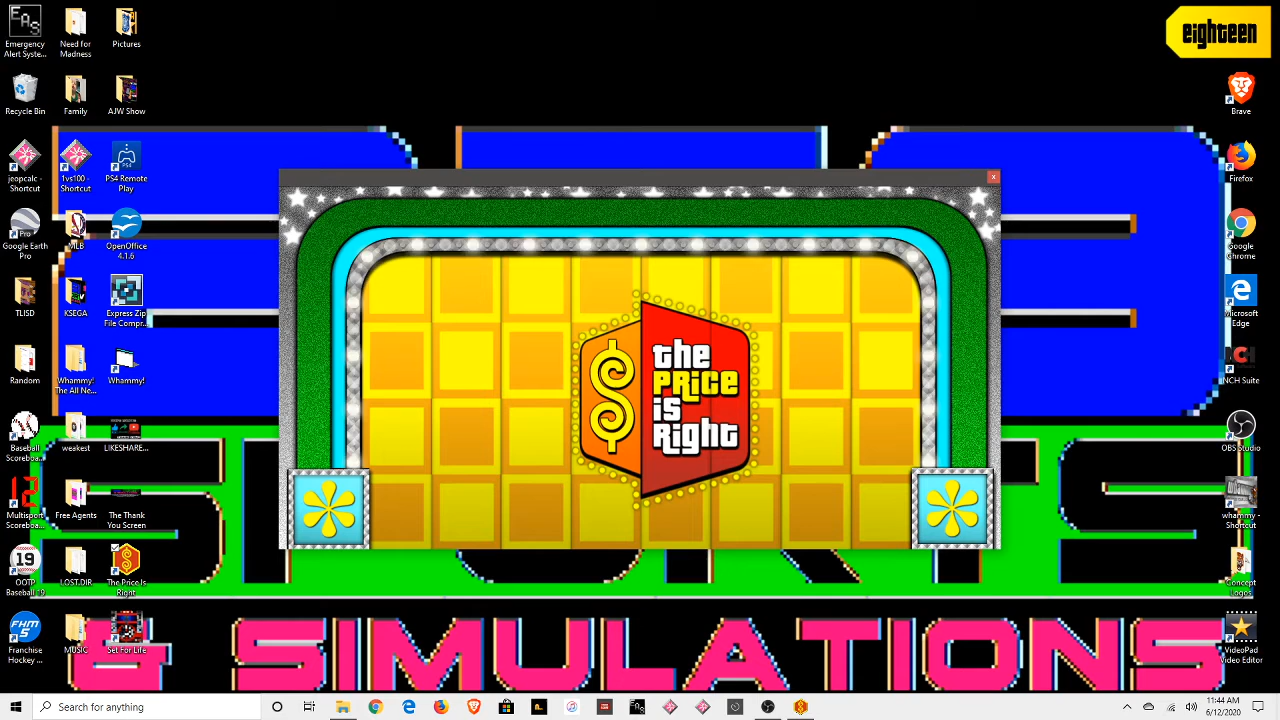 Emergency
Alert Syste...
Need for
Madness
Pictures
eighteen
Recycle Bin
Family
AJW Show
Brave
jeopcalc -
Shortcut
1vs100 -
Shortcut
PS4 Remote
Play
Firefox
Google Earth
Pro
MLB
OpenOffice
4.1.6
Google
Chrome
TLISD
KSEGA
Express Zip
File Compr...
Microsoft
Edge
the
PRice
is
Right
Random
Whammy!
The All Ne...
Whammy!
NCH Suite
Baseball
Scoreboa...
weakest
LIKESHARE...
OBS Studio
12
Multisport
Scoreboa...
Free Agents
The Thank
You Screen
whammy -
Shortcut
19
OOTP
Baseball 19
LOST.DIR
The Price Is
Right
Concept
Logos
FHM
5
Franchise
Hockey ...
MUSIC
Set For Life
VideoPad
Video Editor
& SIMULATIONS
Search for anything
11:44 AM
6/12/2020